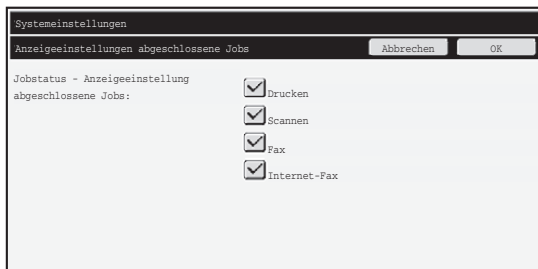 Systemeinstellungen
Anzeigeeinstellungen abgeschlossene Jobs Abbrechen OK
Jobstatus - Anzeigeeinstellung
abgeschlossene Jobs:
Drucken
Scannen
Fax
Internet-Fax